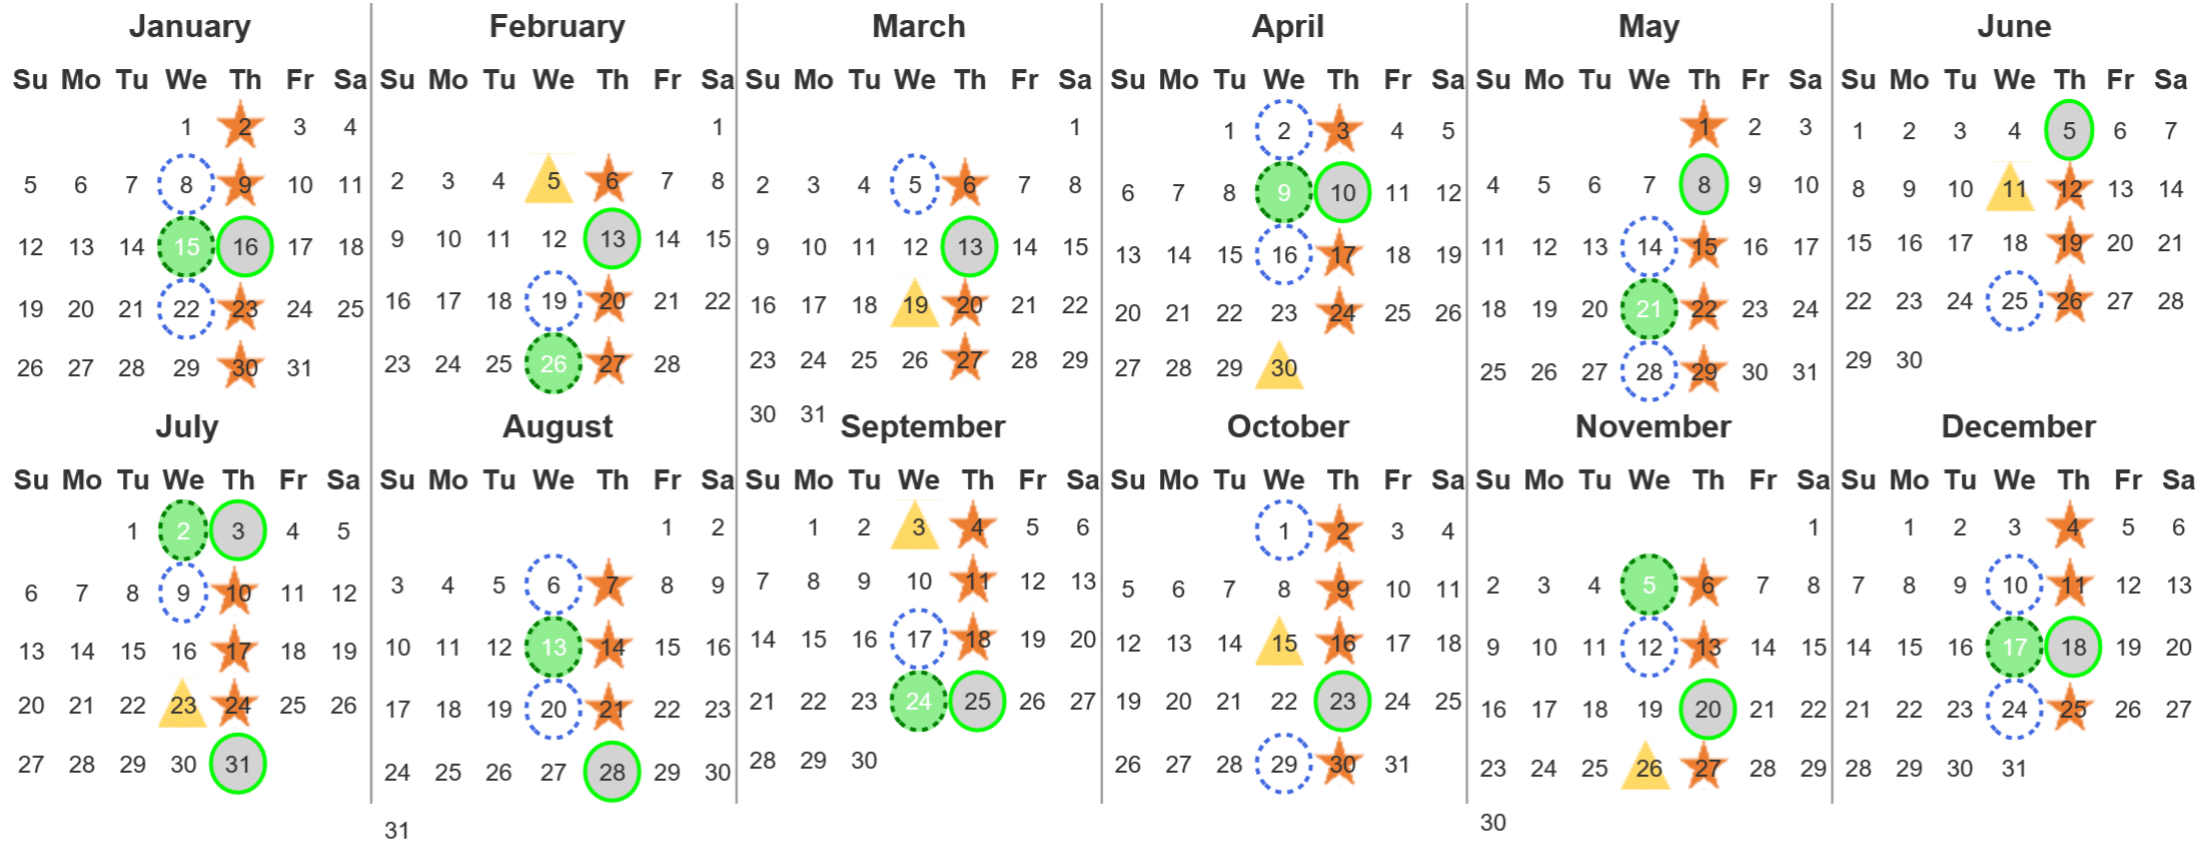 January February March April May June
Su Mo Tu We Th Fr Sa Su Mo Tu We Th Fr Sa Su Mo Tu We Th Fr Sa Su Mo Tu We Th Fr Sa Su Mo Tu We Th Fr Sa Su Mo Tu We Th Fr Sa
1 2 3 4 1 1 1 2 3 4 5 1 2 3 1 2 3 4 5 6 7
5 6 7 8 9 10 11 2 3 4 5 6 7 8 2 3 4 5 6 7 8 6 7 8 9 10 11 12 4 5 6 7 8 9 10 8 9 10 11 12 13 14
12 13 14 15 16 17 18 9 10 11 12 13 14 15 9 10 11 12 13 14 15 13 14 15 16 17 18 19 11 12 13 14 15 16 17 15 16 17 18 19 20 21
19 20 21 22 23 24 25 16 17 18 19 20 21 22 16 17 18 19 20 21 22 20 21 22 23 24 25 26 18 19 20 21 22 23 24 22 23 24 25 26 27 28
26 27 28 29 30 31 23 24 25 26 27 28 23 24 25 26 27 28 29 27 28 29 30 25 26 27 28 29 30 31 29 30
30 31
July August September October November December
Su Mo Tu We Th Fr Sa Su Mo Tu We Th Fr Sa Su Mo Tu We Th Fr Sa Su Mo Tu We Th Fr Sa Su Mo Tu We Th Fr Sa Su Mo Tu We Th Fr Sa
1 2 3 4 5 1 2 1 2 3 4 5 6 1 2 3 4 1 1 2 3 4 5 6
6 7 8 9 10 11 12 3 4 5 6 7 8 9 7 8 9 10 11 12 13 5 6 7 8 9 10 11 2 3 4 5 6 7 8 7 8 9 10 11 12 13
13 14 15 16 17 18 19 10 11 12 13 14 15 16 14 15 16 17 18 19 20 12 13 14 15 16 17 18 9 10 11 12 13 14 15 14 15 16 17 18 19 20
20 21 22 23 24 25 26 17 18 19 20 21 22 23 21 22 23 24 25 26 27 19 20 21 22 23 24 25 16 17 18 19 20 21 22 21 22 23 24 25 26 27
27 28 29 30 31 24 25 26 27 28 29 30 28 29 30 26 27 28 29 30 31 23 24 25 26 27 28 29 28 29 30 31
31 30